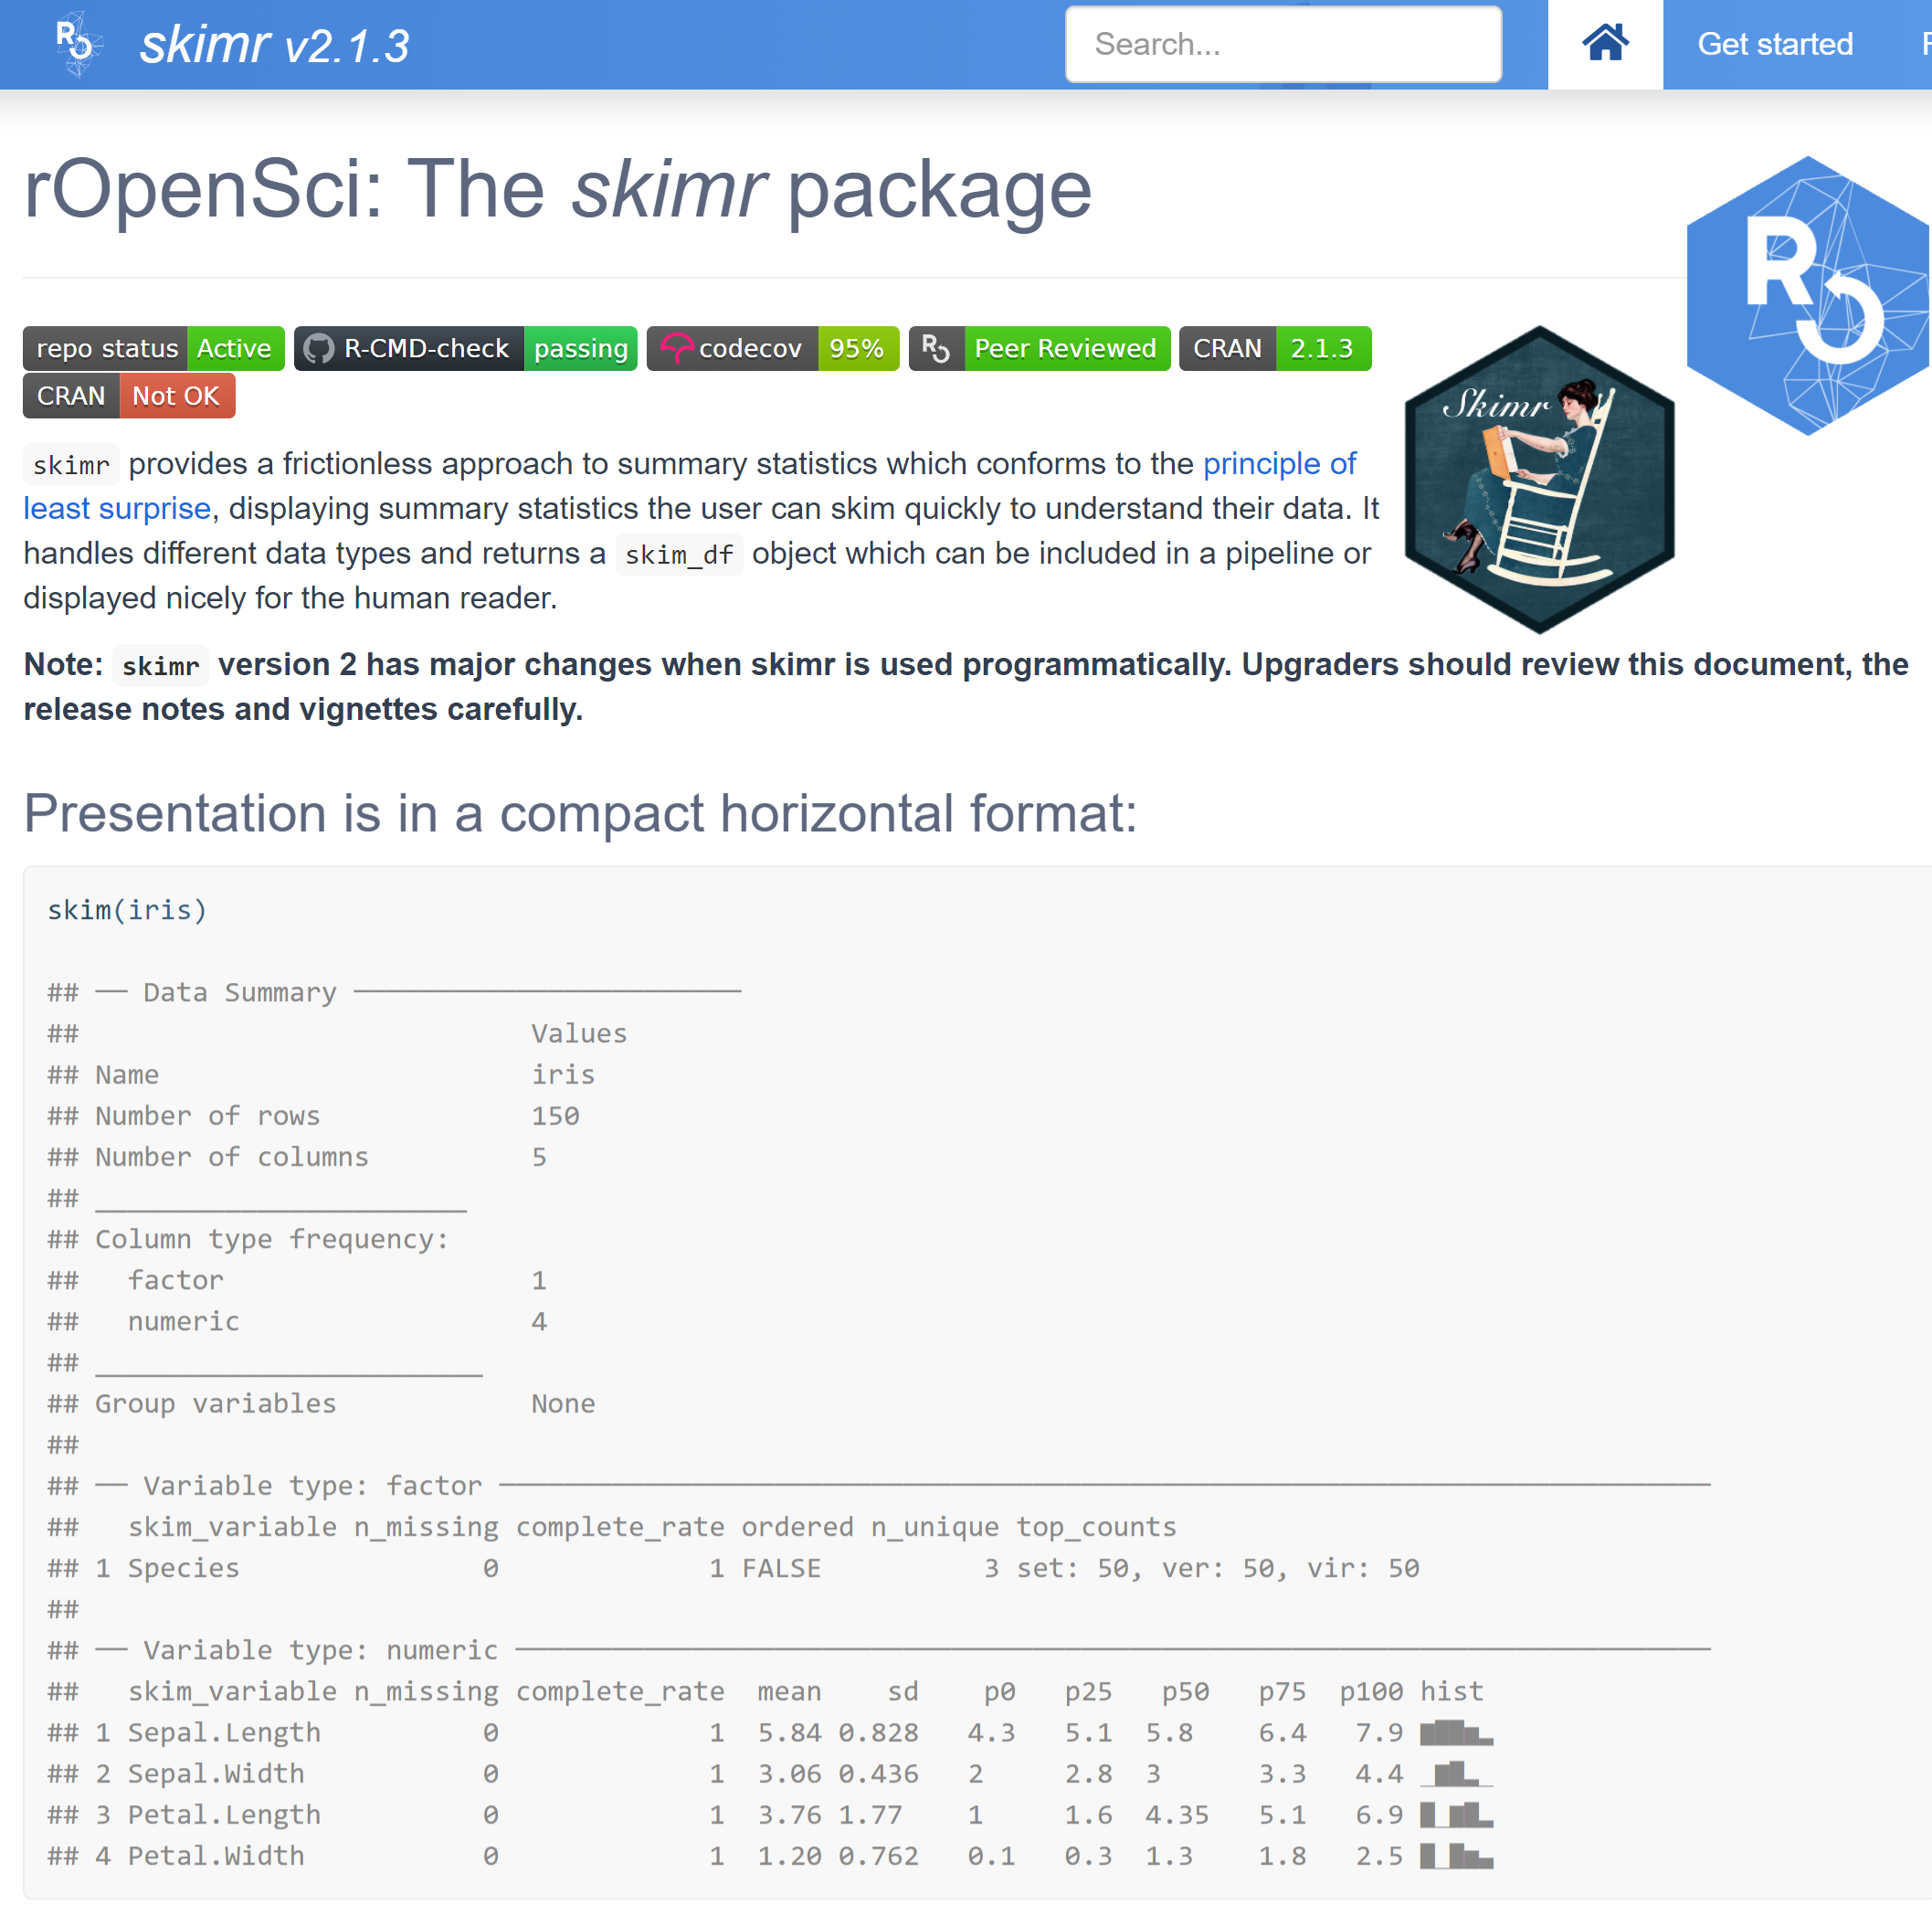 skimr v2.1.3
Search...
Get started
rOpenSci: The skimr package
repo status Active R-CMD-check passing codecov 95% Peer Reviewed CRAN 2.1.3
CRAN Not OK
Skimr
skimr provides a frictionless approach to summary statistics which conforms to the principle of
least surprise, displaying summary statistics the user can skim quickly to understand their data. It
handles different data types and returns a skim_df object which can be included in a pipeline or
displayed nicely for the human reader.
Note: skimr version 2 has major changes when skimr is used programmatically. Upgraders should review this document, the
release notes and vignettes carefully.
Presentation is in a compact horizontal format:
skim(iris)
## ── Data Summary ────────────────────────
##                            Values
## Name                       iris
## Number of rows             150
## Number of columns          5
## _______________________
## Column type frequency:
##   factor                   1
##   numeric                  4
## ________________________
## Group variables            None
##
## ── Variable type: factor ───────────────────────────────────────────────────────────────────────────
##   skim_variable n_missing complete_rate ordered n_unique top_counts
## 1 Species               0             1 FALSE          3 set: 50, ver: 50, vir: 50
##
## ── Variable type: numeric ──────────────────────────────────────────────────────────────────────────
##   skim_variable n_missing complete_rate  mean    sd    p0   p25   p50   p75  p100 hist
## 1 Sepal.Length          0             1  5.84 0.828   4.3   5.1  5.8    6.4   7.9 ▆▇▇▅▂
## 2 Sepal.Width           0             1  3.06 0.436   2     2.8  3      3.3   4.4 ▁▆▇▂▁
## 3 Petal.Length          0             1  3.76 1.77    1     1.6  4.35   5.1   6.9 ▇▁▆▇▂
## 4 Petal.Width           0             1  1.20 0.762   0.1   0.3  1.3    1.8   2.5 ▇▁▇▅▃